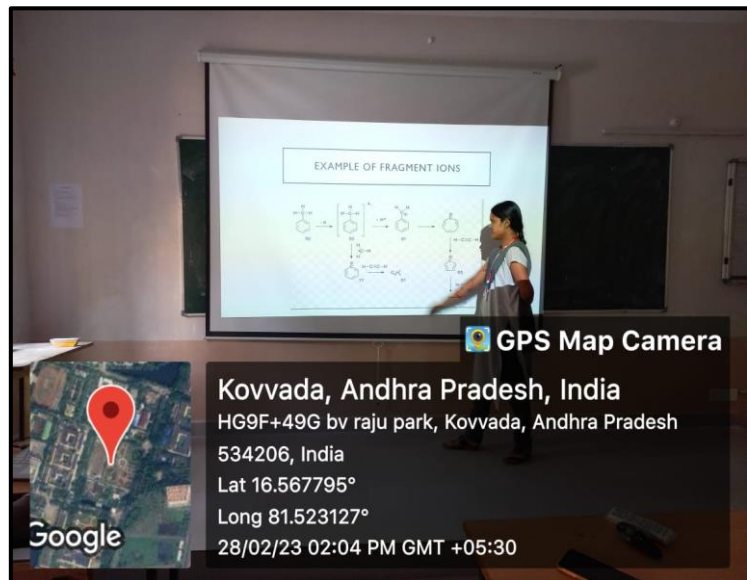 EXAMPLE OF FRAGMENT IONS
GPS Map Camera
Kovvada, Andhra Pradesh, India
HG9F+49G bv raju park, Kovvada, Andhra Pradesh
534206, India
Lat 16.567795°
Long 81.523127°
28/02/23 02:04 PM GMT +05:30
Google